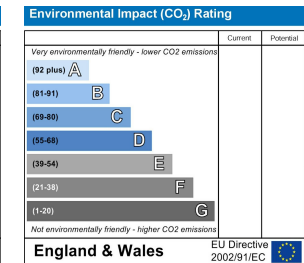 Environmental Impact (CO₂) Rating
Current Potential
Very environmentally friendly - lower CO2 emissions
(92 plus) A
(81-91) B
(69-80) C
(55-68) D
(39-54) E
(21-38) F
(1-20) G
Not environmentally friendly - higher CO2 emissions
England & Wales
EU Directive
2002/91/EC